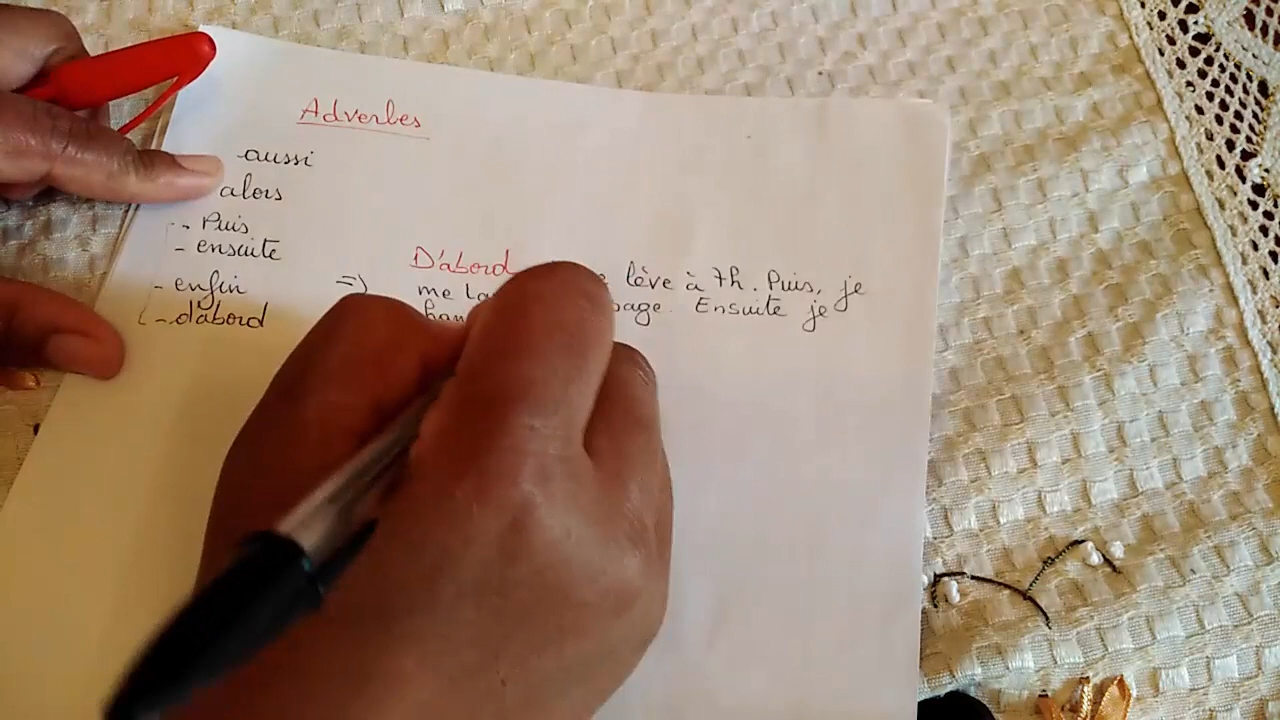 Adverbes
- aussi
alors
- Puis
- ensuite
- enfin
- dabord
=> D'abord lève à 7h. Puis, je
me Ensuite je